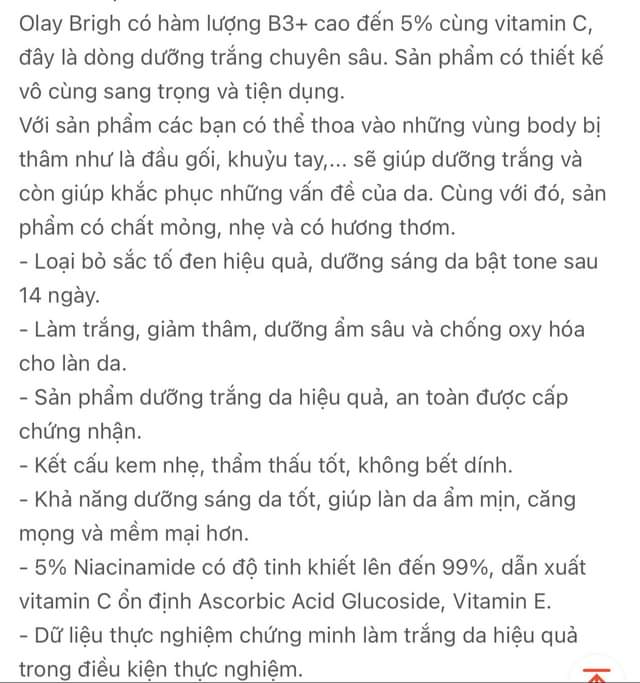 Olay Brigh có hàm lượng B3+ cao đến 5% cùng vitamin C,
đây là dòng dưỡng trắng chuyên sâu. Sản phẩm có thiết kế
vô cùng sang trọng và tiện dụng.
Với sản phẩm các bạn có thể thoa vào những vùng body bị
thâm như là đầu gối, khuỷu tay,... sẽ giúp dưỡng trắng và
còn giúp khắc phục những vấn đề của da. Cùng với đó, sản
phẩm có chất mỏng, nhẹ và có hương thơm.
- Loại bỏ sắc tố đen hiệu quả, dưỡng sáng da bật tone sau
14 ngày.
- Làm trắng, giảm thâm, dưỡng ẩm sâu và chống oxy hóa
cho làn da.
- Sản phẩm dưỡng trắng da hiệu quả, an toàn được cấp
chứng nhận.
- Kết cấu kem nhẹ, thẩm thấu tốt, không bết dính.
- Khả năng dưỡng sáng da tốt, giúp làn da ẩm mịn, căng
mọng và mềm mại hơn.
- 5% Niacinamide có độ tinh khiết lên đến 99%, dẫn xuất
vitamin C ổn định Ascorbic Acid Glucoside, Vitamin E.
- Dữ liệu thực nghiệm chứng minh làm trắng da hiệu quả
trong điều kiện thực nghiệm.